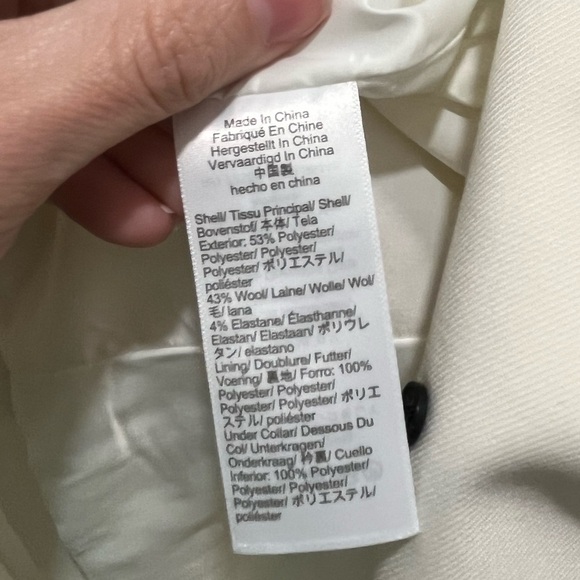 Made In China
Fabriqué En Chine
Hergestellt In China
Vervaardigd In China
中国製
hecho en china
Shell/ Tissu Principal/ Shell/
Bovenstof/ 本体/ Tela
Exterior: 53% Polyester/
Polyester/ Polyester/
Polyester/ ポリエステル/
poliéster
43% Wool/ Laine/ Wolle/ Wol/
毛/ lana
4% Elastane/ Élasthanne/
Elastan/ Elastaan/ ポリウレ
タン/ elastano
Lining/ Doublure/ Futter/
Voering/ 裏地/ Forro: 100%
Polyester/ Polyester/
Polyester/ Polyester/ ポリエ
ステル/ poliéster
Under Collar/ Dessous Du
Col/ Unterkragen/
Onderkraag/ 衿裏/ Cuello
Inferior: 100% Polyester/
Polyester/ Polyester/
Polyester/ ポリエステル/
poliéster